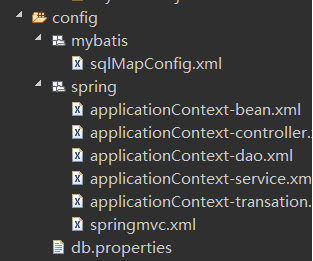 config
mybatis
sqlMapConfig.xml
spring
applicationContext-bean.xml
applicationContext-controller.
applicationContext-dao.xml
applicationContext-service.xm
applicationContext-transation.
springmvc.xml
db.properties